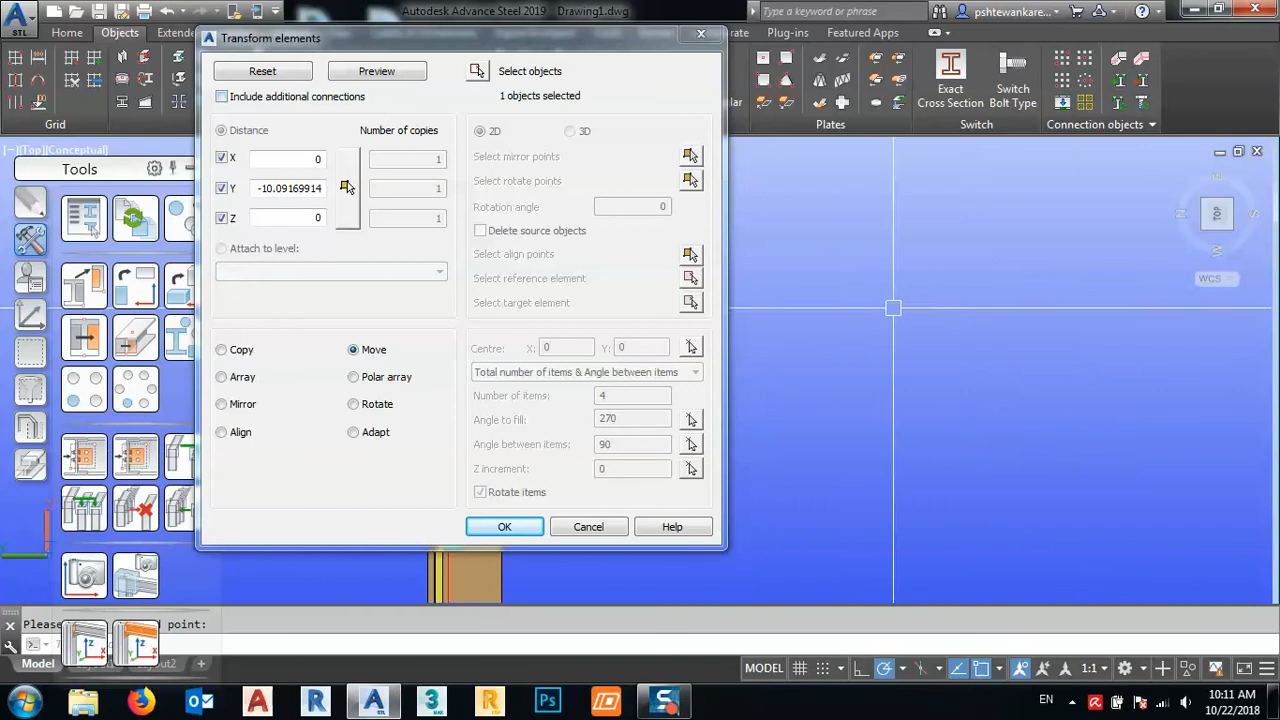 Autodesk Advance Steel 2019 Drawing1.dwg
Type a keyword or phrase
pshtewankare...
STL
Home Objects Extende
Plug-ins Featured Apps
Transform elements
Reset Preview Select objects
Include additional connections 1 objects selected
Distance Number of copies
X 0 1
Y -10.09169914 1
Z 0 1
Attach to level:
2D 3D
Select mirror points
Select rotate points
Rotation angle 0
Delete source objects
Select align points
Select reference element
Select target element
Copy Move
Array Polar array
Mirror Rotate
Align Adapt
Centre: X: 0 Y: 0
Total number of items & Angle between items
Number of items: 4
Angle to fill: 270
Angle between items: 90
Z increment: 0
Rotate items
OK Cancel Help
Grid
Exact
Cross Section
Switch
Bolt Type
Plates Switch Connection objects
[-][Top][Conceptual]
Tools
TOP
WCS
Model Layout2
MODEL 1:1
EN 10:11 AM
10/22/2018